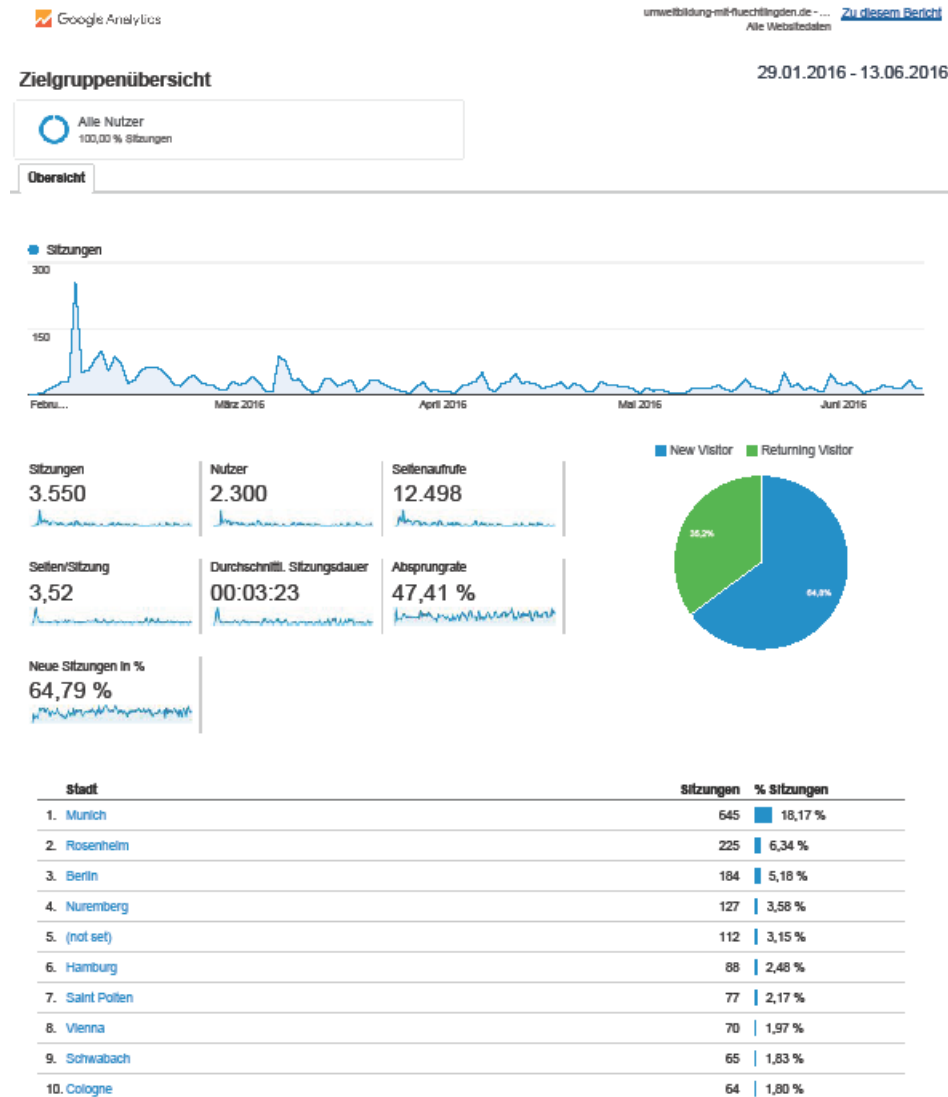 Google Analytics
umweltbildung-mit-fluechtlingden.de - ... Zu diesem Bericht
Alle Websitedaten
Zielgruppenübersicht
29.01.2016 - 13.06.2016
Alle Nutzer
100,00 % Sitzungen
Übersicht
Sitzungen
300
150
Febru... März 2016 April 2016 Mai 2016 Juni 2016
New Visitor Returning Visitor
Sitzungen Nutzer Seitenaufrufe
3.550 2.300 12.498
35,2%
64,8%
Seiten/Sitzung Durchschnittl. Sitzungsdauer Absprungrate
3,52 00:03:23 47,41 %
Neue Sitzungen in %
64,79 %
Stadt Sitzungen % Sitzungen
1. Munich 645 18,17 %
2. Rosenheim 225 6,34 %
3. Berlin 184 5,18 %
4. Nuremberg 127 3,58 %
5. (not set) 112 3,15 %
6. Hamburg 88 2,48 %
7. Saint Polten 77 2,17 %
8. Vienna 70 1,97 %
9. Schwabach 65 1,83 %
10. Cologne 64 1,80 %